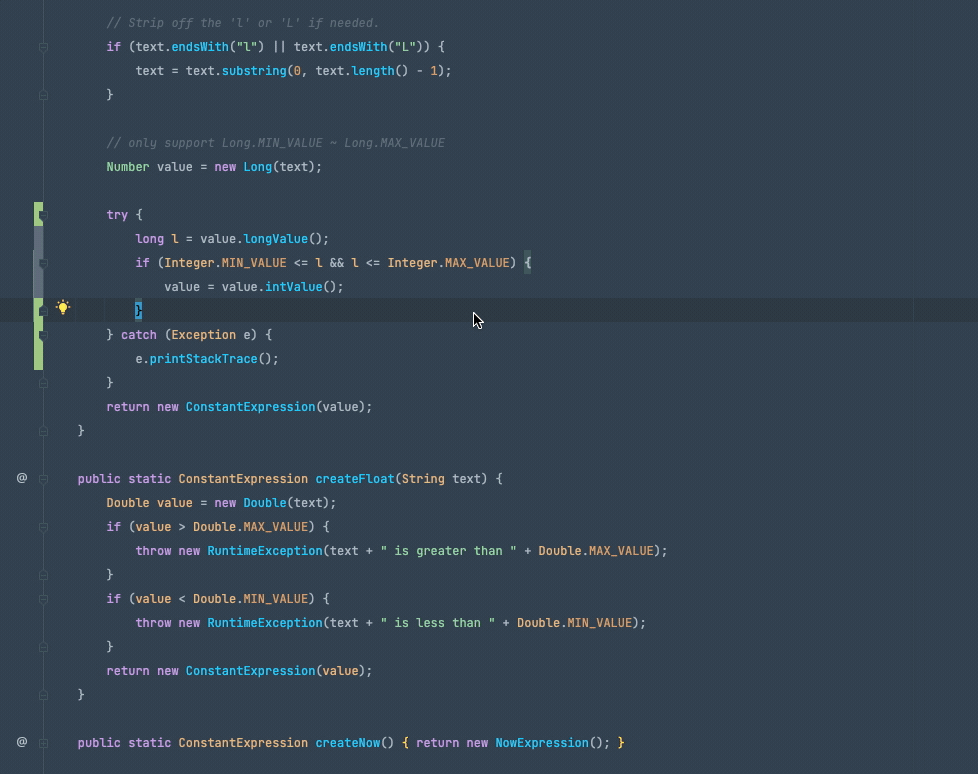 // Strip off the 'l' or 'L' if needed.
if (text.endsWith("l") || text.endsWith("L")) {
text = text.substring(0, text.length() - 1);
}
// only support Long.MIN_VALUE ~ Long.MAX_VALUE
Number value = new Long(text);
try {
long l = value.longValue();
if (Integer.MIN_VALUE <= l && l <= Integer.MAX_VALUE) {
value = value.intValue();
}
} catch (Exception e) {
e.printStackTrace();
}
return new ConstantExpression(value);
}
@ public static ConstantExpression createFloat(String text) {
Double value = new Double(text);
if (value > Double.MAX_VALUE) {
throw new RuntimeException(text + " is greater than " + Double.MAX_VALUE);
}
if (value < Double.MIN_VALUE) {
throw new RuntimeException(text + " is less than " + Double.MIN_VALUE);
}
return new ConstantExpression(value);
}
@ public static ConstantExpression createNow() { return new NowExpression(); }